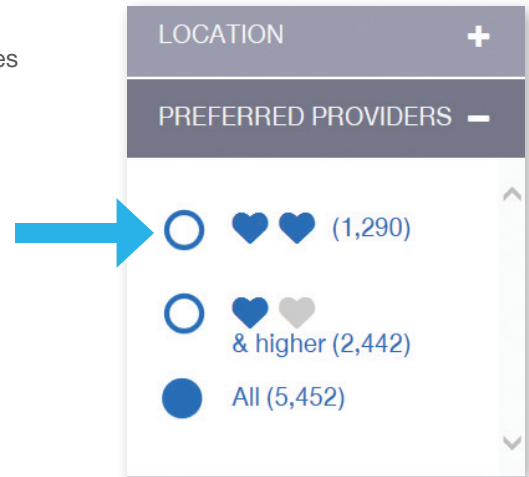 es
LOCATION +
PREFERRED PROVIDERS −
(1,290)
& higher (2,442)
All (5,452)